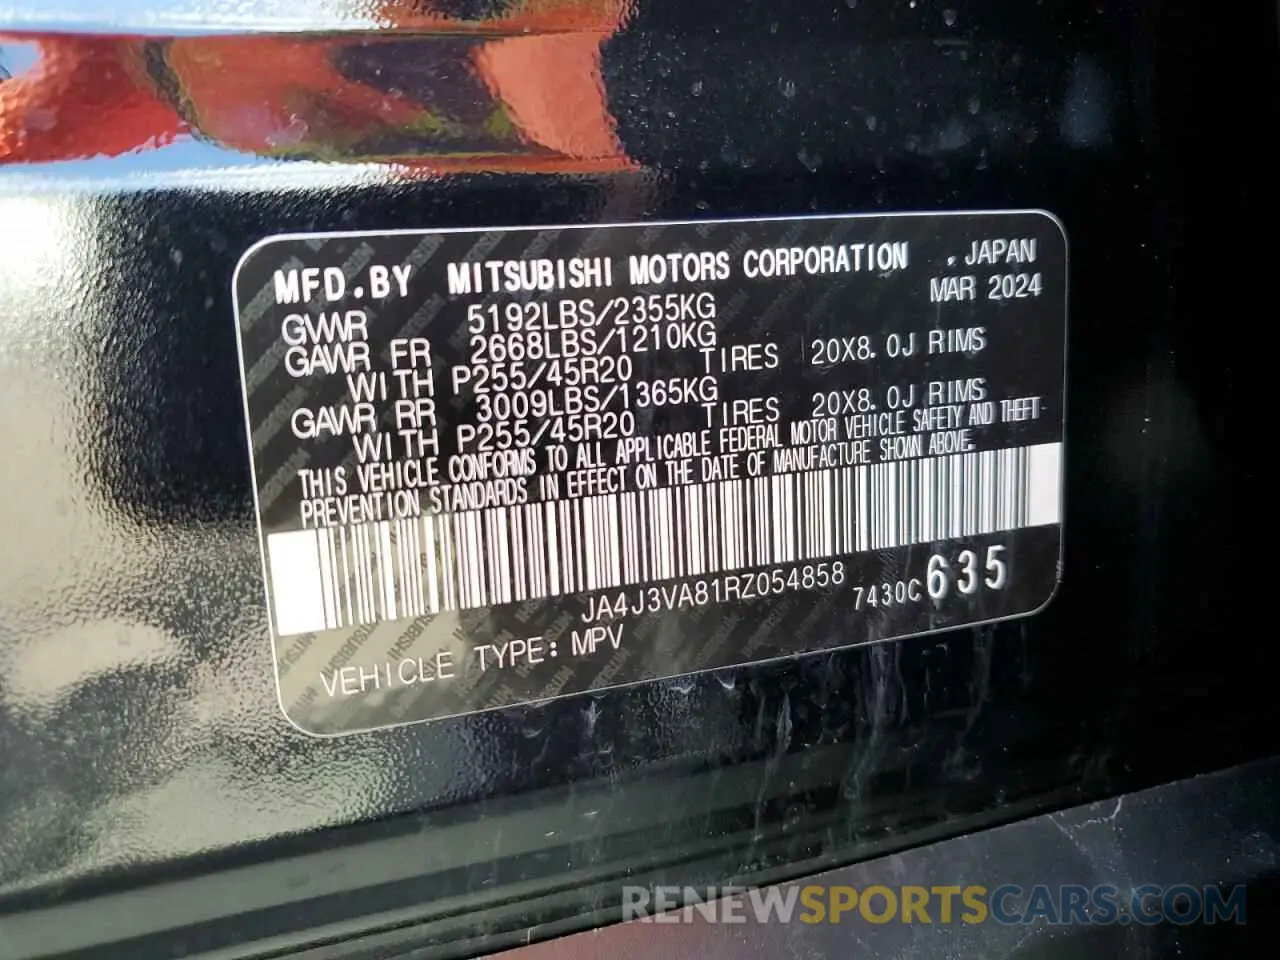 MFD.BY MITSUBISHI MOTORS CORPORATION , JAPAN
MAR 2024
GVWR 5192LBS/2355KG
GAWR FR 2668LBS/1210KG
WITH P255/45R20 TIRES 20X8.0J RIMS
GAWR RR 3009LBS/1365KG
WITH P255/45R20 TIRES 20X8.0J RIMS
THIS VEHICLE CONFORMS TO ALL APPLICABLE FEDERAL MOTOR VEHICLE SAFETY AND THEFT-
PREVENTION STANDARDS IN EFFECT ON THE DATE OF MANUFACTURE SHOWN ABOVE.
JA4J3VA81RZ054858
7430C635
VEHICLE TYPE: MPV
RENEWSPORTSCARS.COM